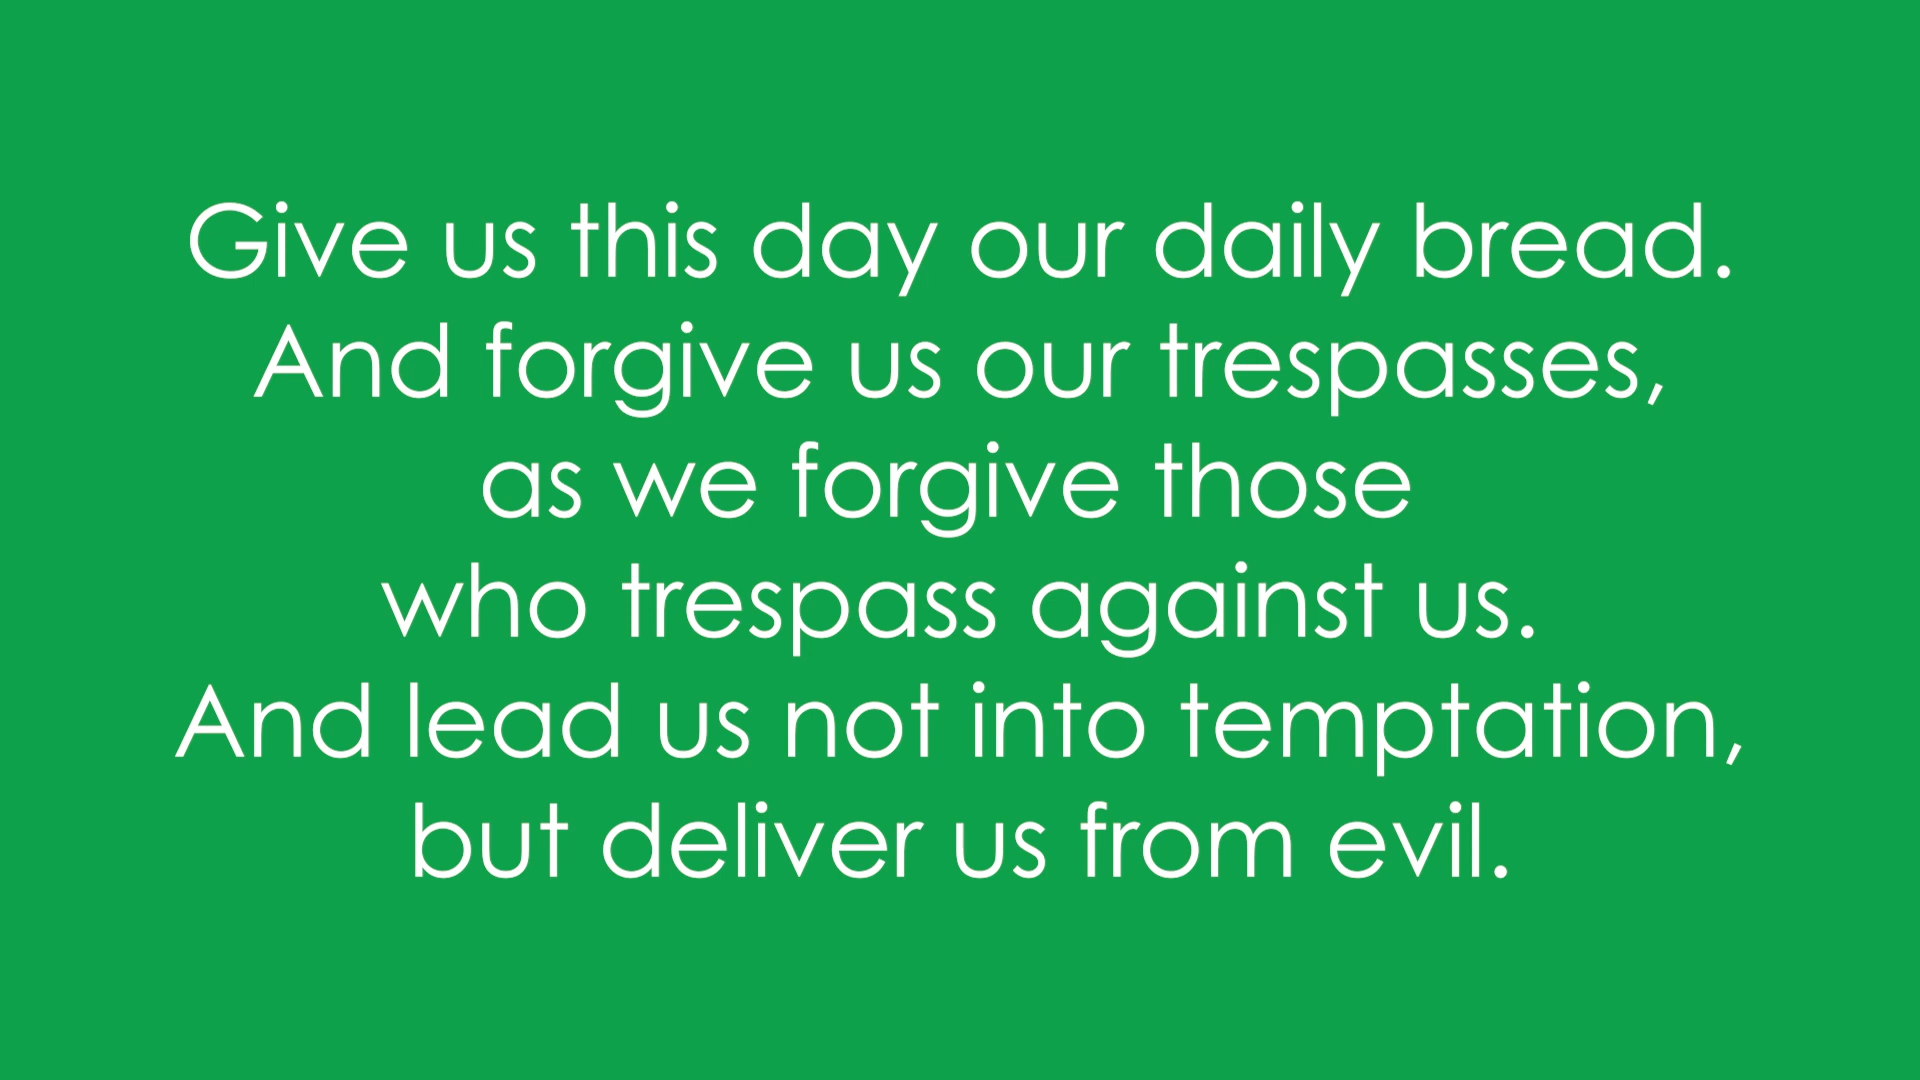 Give us this day our daily bread.
And forgive us our trespasses,
as we forgive those
who trespass against us.
And lead us not into temptation,
but deliver us from evil.